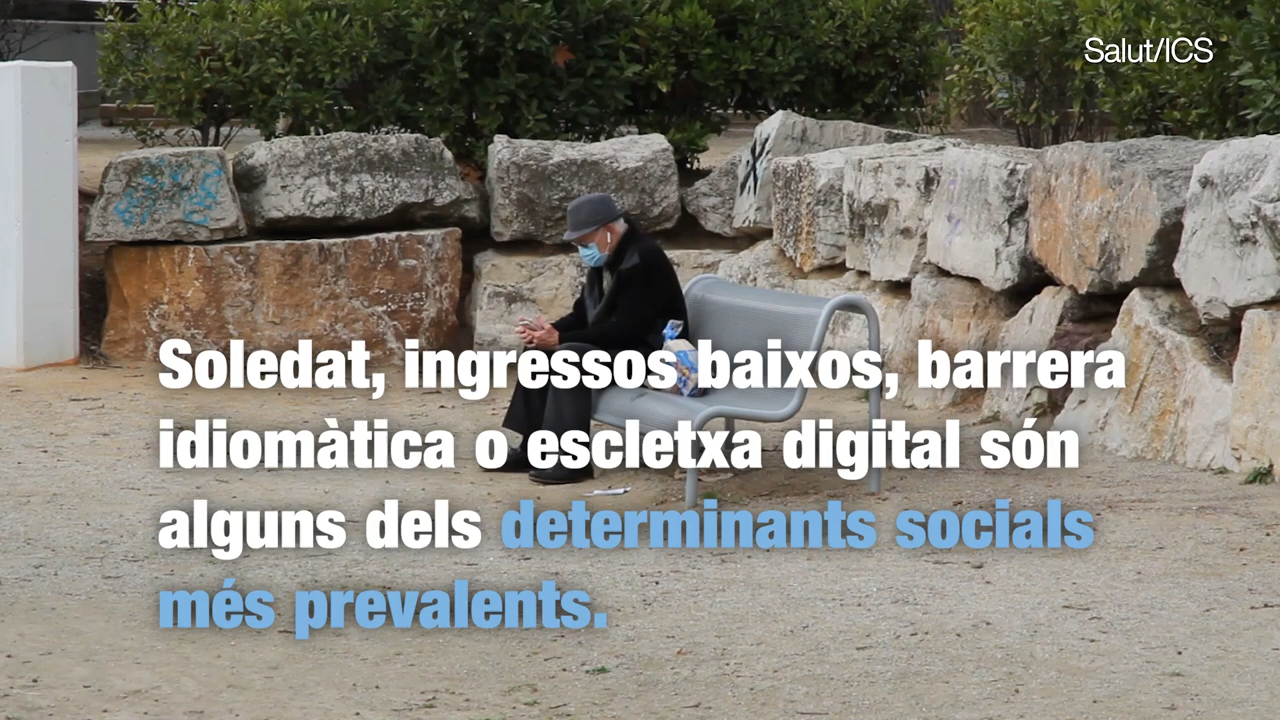 Salut/ICS
Soledat, ingressos baixos, barrera
idiomàtica o escletxa digital són
alguns dels determinants socials
més prevalents.